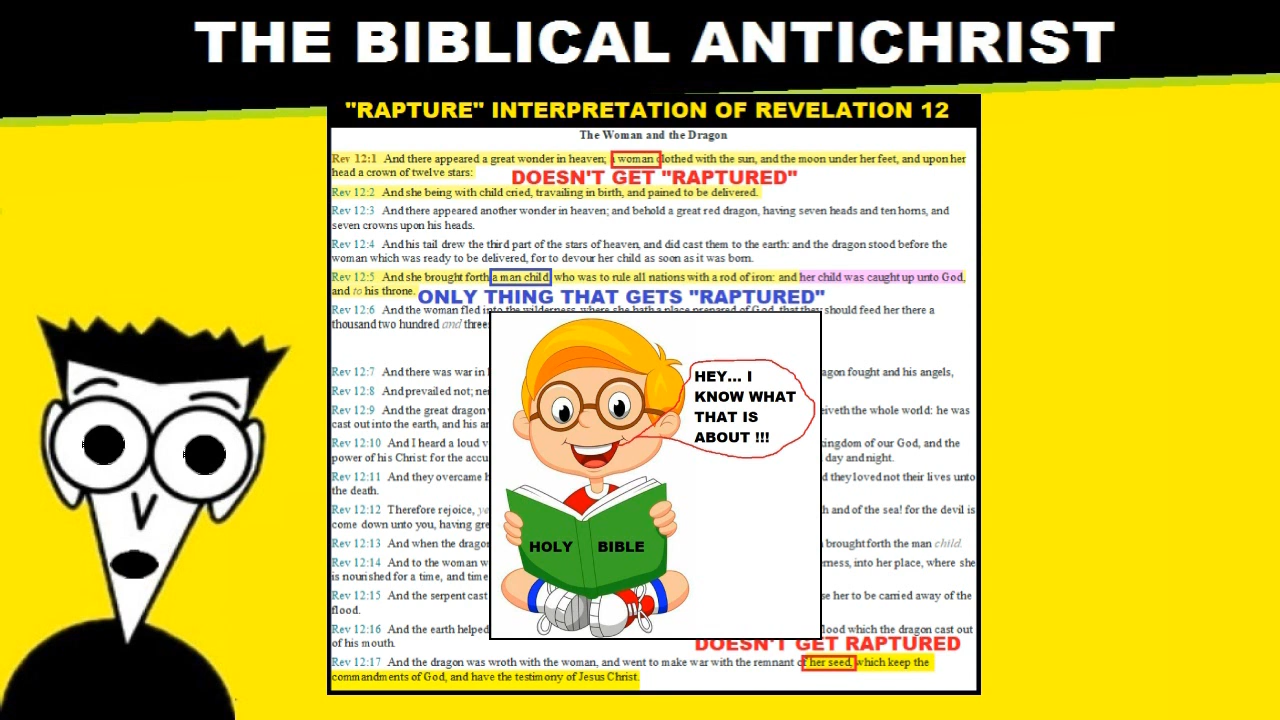 THE BIBLICAL ANTICHRIST
"RAPTURE" INTERPRETATION OF REVELATION 12
The Woman and the Dragon
Rev 12:1 And there appeared a great wonder in heaven; a woman clothed with the sun, and the moon under her feet, and upon her
head a crown of twelve stars:
DOESN'T GET "RAPTURED"
Rev 12:2 And she being with child cried, travailing in birth, and pained to be delivered.
Rev 12:3 And there appeared another wonder in heaven; and behold a great red dragon, having seven heads and ten horns, and
seven crowns upon his heads.
Rev 12:4 And his tail drew the third part of the stars of heaven, and did cast them to the earth: and the dragon stood before the
woman which was ready to be delivered, for to devour her child as soon as it was born.
Rev 12:5 And she brought forth a man child, who was to rule all nations with a rod of iron: and her child was caught up unto God,
and to his throne.
ONLY THING THAT GETS "RAPTURED"
Rev 12:6 And the woman fled into the wilderness, where she hath a place prepared of God, that they should feed her there a
thousand two hundred and three
Rev 12:7 And there was war in agon fought and his angels,
Rev 12:8 And prevailed not;
Rev 12:9 And the great dragon eiveth the whole world: he was
cast out into the earth, and his
Rev 12:10 And I heard a loud kingdom of our God, and the
power of his Christ: for the day and night.
Rev 12:11 And they overcame they loved not their lives unto
the death.
Rev 12:12 Therefore rejoice, and of the sea! for the devil is
come down unto you, having
Rev 12:13 And when the dragon brought forth the man child.
Rev 12:14 And to the woman into her place, where she
is nourished for a time, and time
Rev 12:15 And the serpent cast her to be carried away of the
flood.
Rev 12:16 And the earth helped flood which the dragon cast out
of his mouth.
DOESN'T GET RAPTURED
Rev 12:17 And the dragon was wroth with the woman, and went to make war with the remnant of her seed, which keep the
commandments of God, and have the testimony of Jesus Christ.
HEY... I
KNOW WHAT
THAT IS
ABOUT !!!
HOLY BIBLE